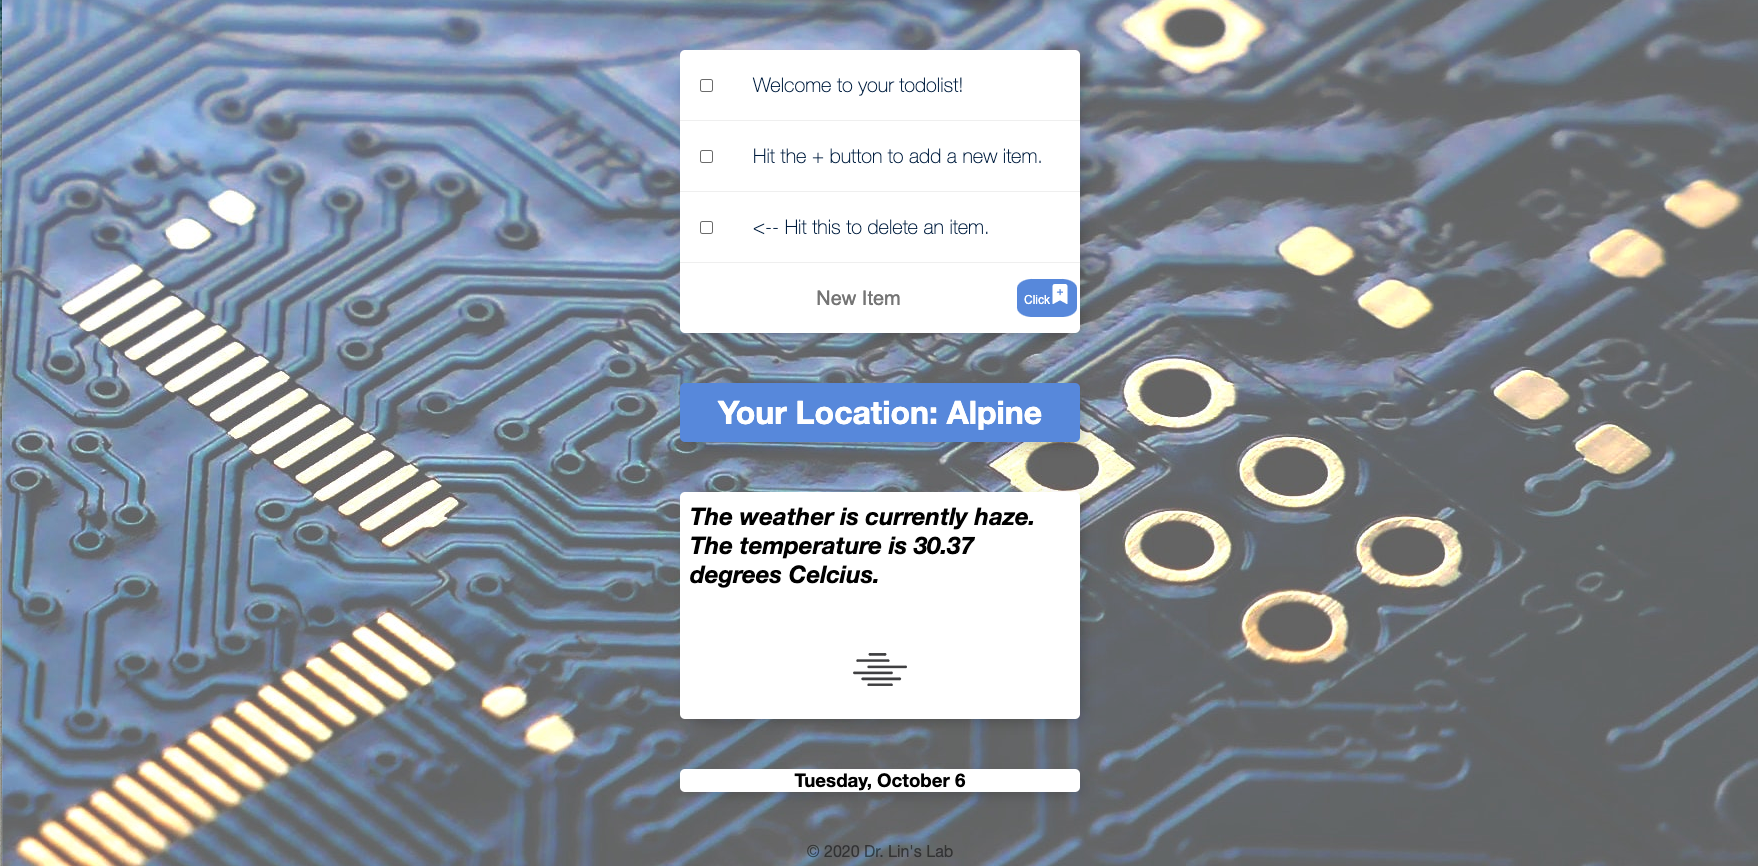 Welcome to your todolist!
Hit the + button to add a new item.
<-- Hit this to delete an item.
New Item
Click
Your Location: Alpine
The weather is currently haze.
The temperature is 30.37
degrees Celcius.
Tuesday, October 6
© 2020 Dr. Lin's Lab